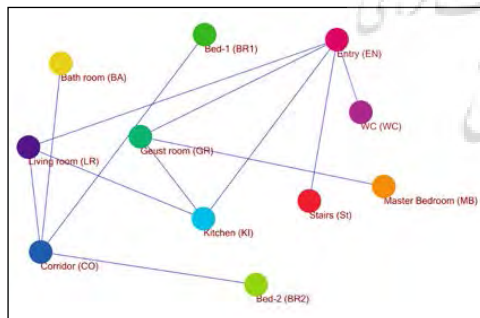 Bed-1 (BR1)
Entry (EN)
Bath room (BA)
WC (WC)
Living room (LR)
Geust room (GR)
Master Bedroom (MB)
Stairs (St)
Kitchen (KI)
Corridor (CO)
Bed-2 (BR2)